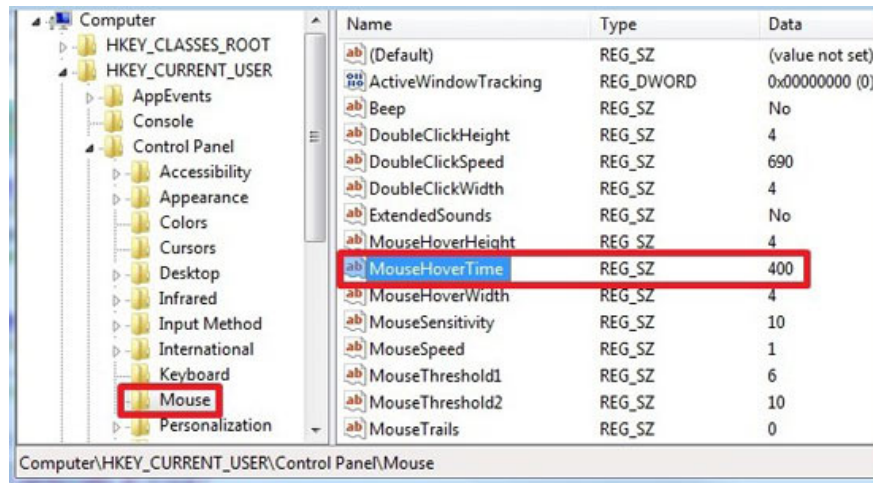 Computer
HKEY_CLASSES_ROOT
HKEY_CURRENT_USER
AppEvents
Console
Control Panel
Accessibility
Appearance
Colors
Cursors
Desktop
Infrared
Input Method
International
Keyboard
Mouse
Personalization
Name Type Data
(Default) REG_SZ (value not set)
ActiveWindowTracking REG_DWORD 0x00000000 (0)
Beep REG_SZ No
DoubleClickHeight REG_SZ 4
DoubleClickSpeed REG_SZ 690
DoubleClickWidth REG_SZ 4
ExtendedSounds REG_SZ No
MouseHoverHeight REG_SZ 4
MouseHoverTime REG_SZ 400
MouseHoverWidth REG_SZ 4
MouseSensitivity REG_SZ 10
MouseSpeed REG_SZ 1
MouseThreshold1 REG_SZ 6
MouseThreshold2 REG_SZ 10
MouseTrails REG_SZ 0
Computer\HKEY_CURRENT_USER\Control Panel\Mouse